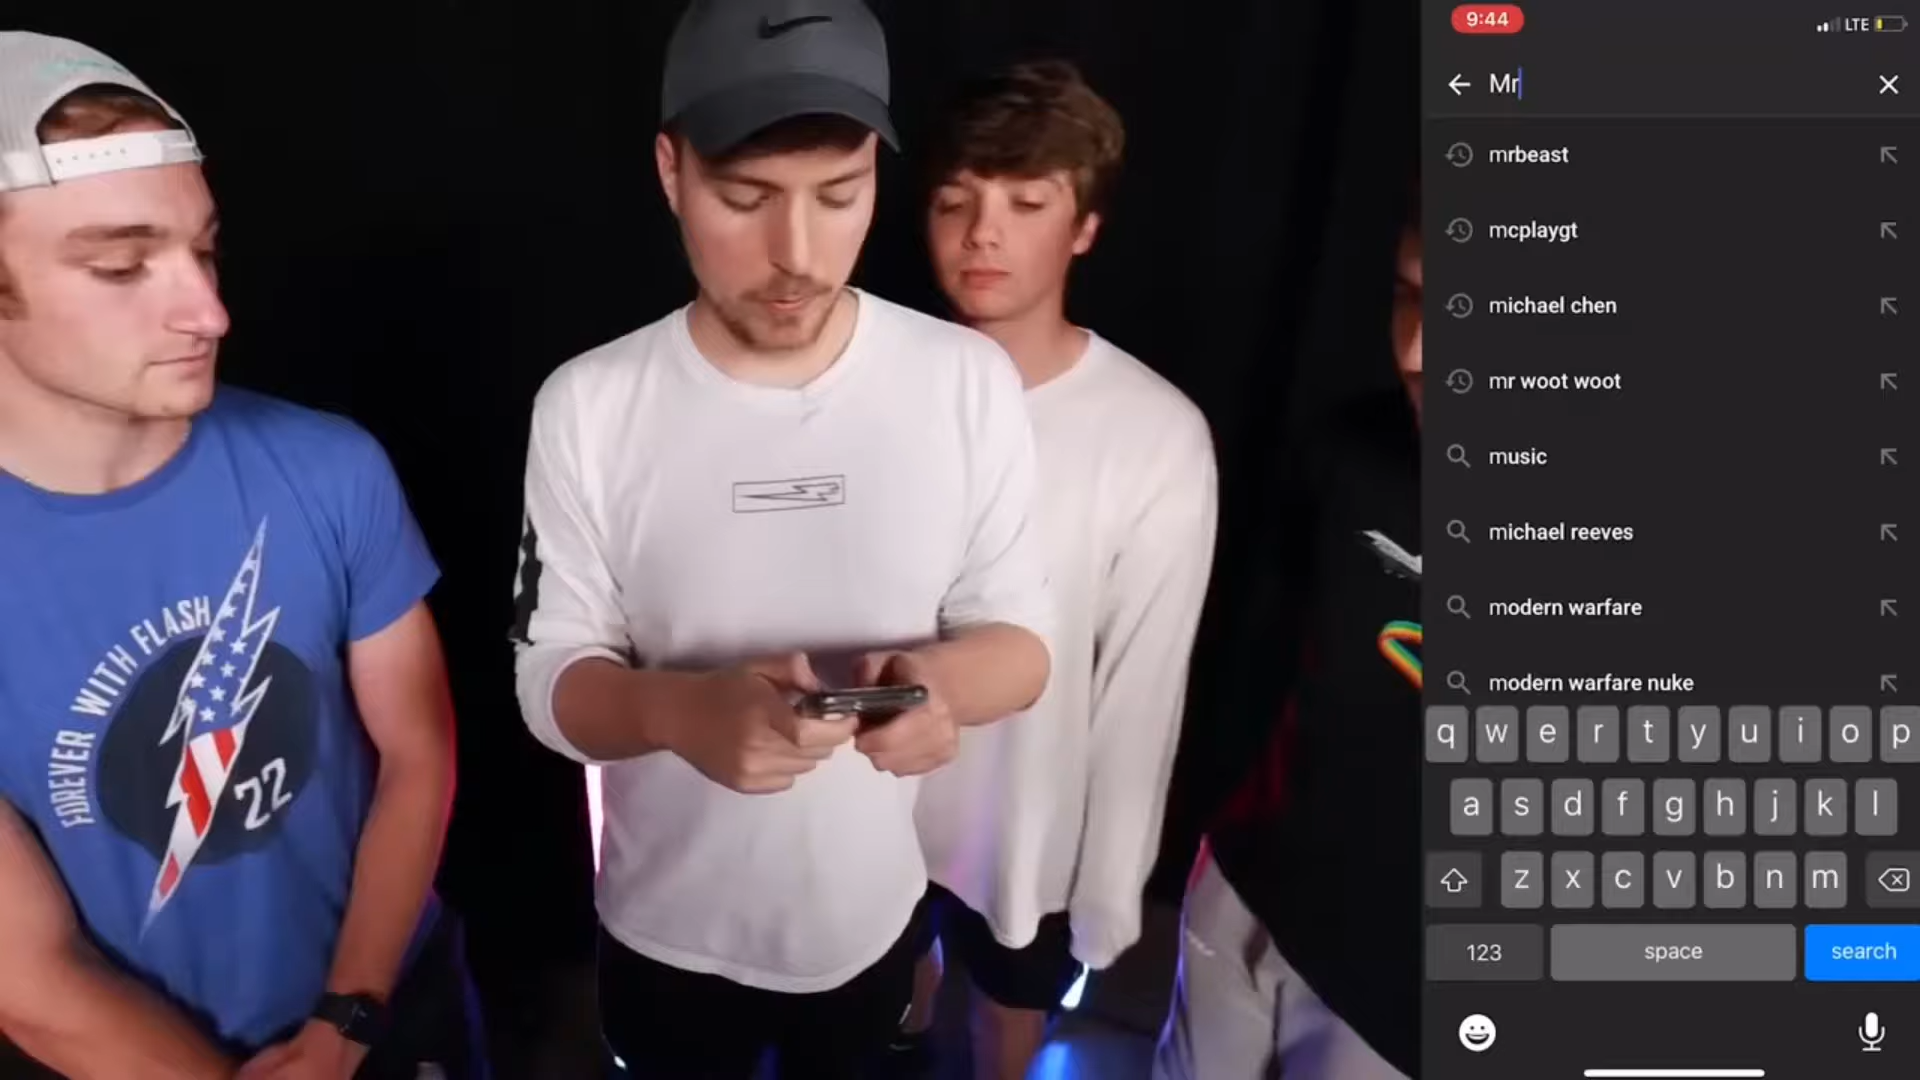 FOREVER WITH FLASH
22
9:44
LTE
Mr
mrbeast
mcplaygt
michael chen
mr woot woot
music
michael reeves
modern warfare
modern warfare nuke
q w e r t y u i o p
a s d f g h j k l
z x c v b n m
123 space search